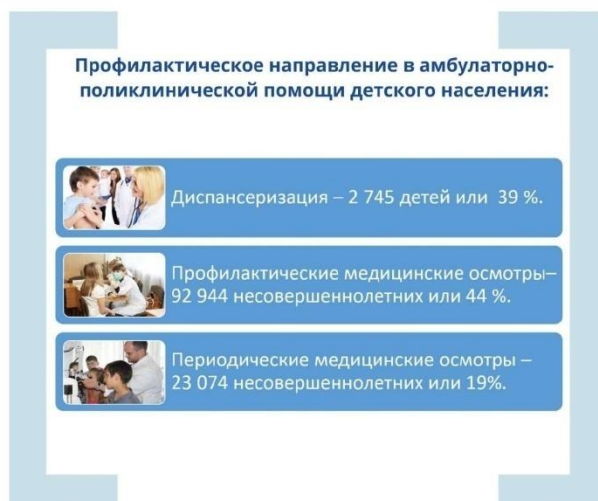 Профилактическое направление в амбулаторно-
поликлинической помощи детского населения:
Диспансеризация – 2 745 детей или 39 %.
Профилактические медицинские осмотры–
92 944 несовершеннолетних или 44 %.
Периодические медицинские осмотры –
23 074 несовершеннолетних или 19%.